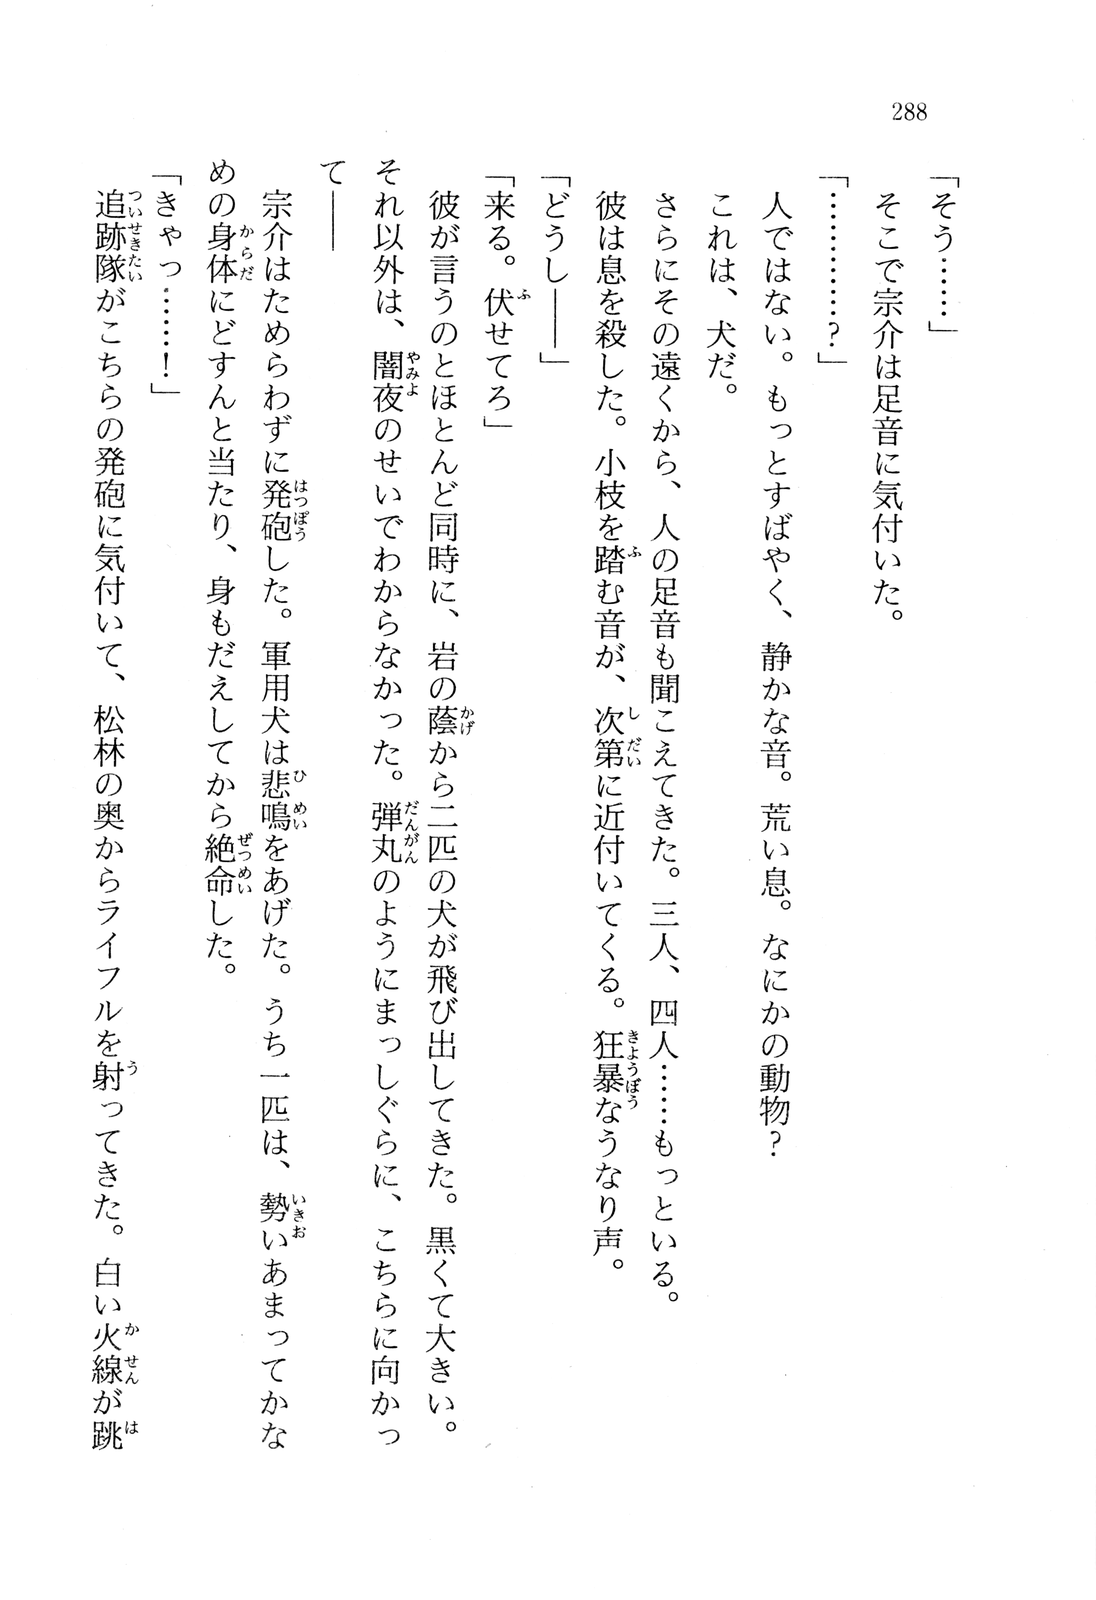 288
「そう……」
そこで宗介は足音に気付いた。
「…………?」
人ではない。もっとすばやく、静かな音。荒い息。なにかの動物?
これは、犬だ。
さらにその遠くから、人の足音も聞こえてきた。三人、四人……もっといる。
彼は息を殺した。小枝を踏む音が、次第に近付いてくる。狂暴なうなり声。
「どうし――」
「来る。伏せてろ」
彼が言うのとほとんど同時に、岩の蔭から二匹の犬が飛び出してきた。黒くて大きい。
それ以外は、闇夜のせいでわからなかった。弾丸のようにまっしぐらに、こちらに向かっ
て――
宗介はためらわずに発砲した。軍用犬は悲鳴をあげた。うち一匹は、勢いあまってかな
めの身体にどすんと当たり、身もだえしてから絶命した。
「きゃっ……!」
追跡隊がこちらの発砲に気付いて、松林の奥からライフルを射ってきた。白い火線が跳